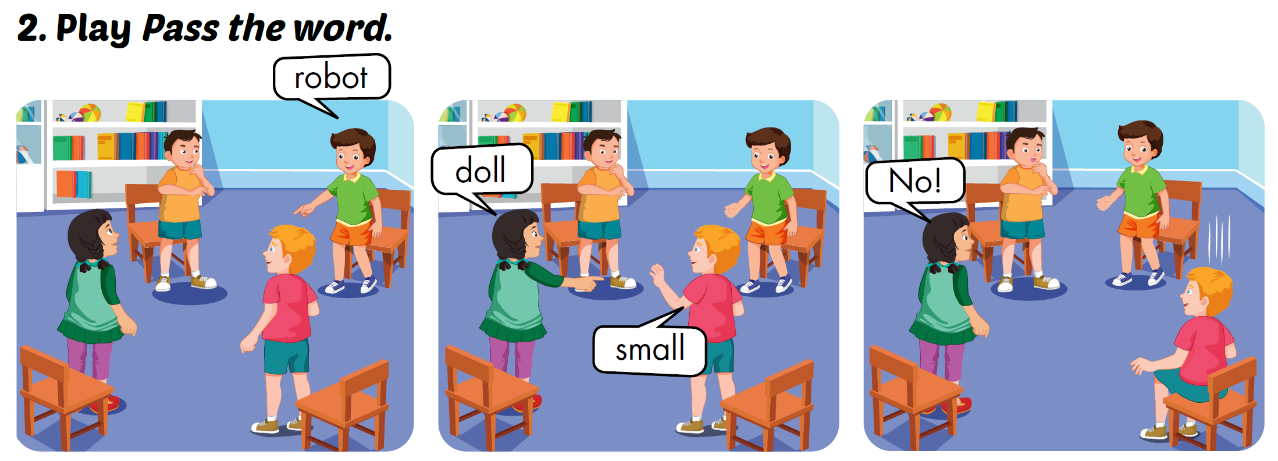 2. Play Pass the word.
robot
doll
small
No!